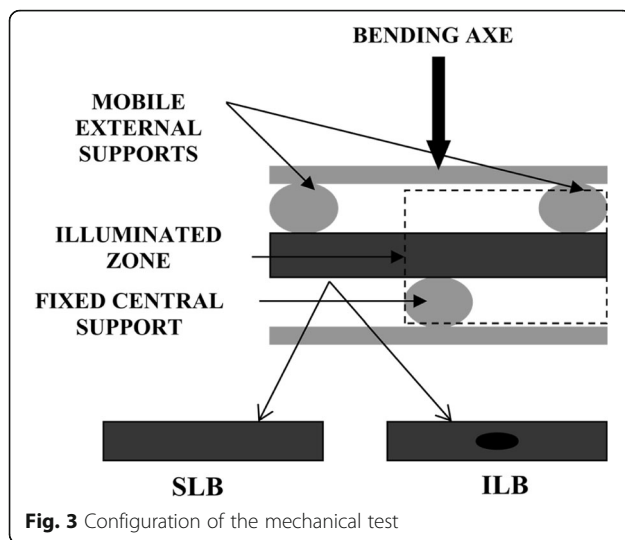 BENDING AXE
MOBILE
EXTERNAL
SUPPORTS
ILLUMINATED
ZONE
FIXED CENTRAL
SUPPORT
SLB
ILB
Fig. 3 Configuration of the mechanical test